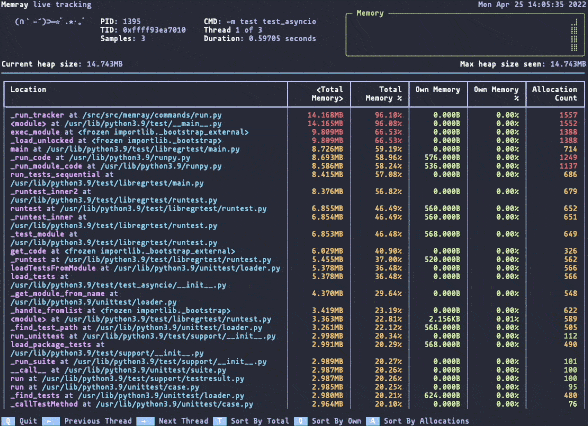 Memray live tracking Mon Apr 25 14:05:35 2022
(∩`-´)⊃━☆ﾟ.*･｡ﾟ PID: 1395 CMD: -m test test_asyncio Memory
TID: 0xffff93ea7010 Thread 1 of 3
Samples: 3 Duration: 0.59705 seconds
Current heap size: 14.743MB Max heap size seen: 14.743MB
Location <Total Memory> Total Memory % Own Memory Own Memory % Allocation Count
_run_tracker at /src/src/memray/commands/run.py 14.168MB 96.10% 0.000B 0.00% 1557
<module> at /usr/lib/python3.9/test/__main__.py 14.165MB 96.08% 0.000B 0.00% 1552
exec_module at <frozen importlib._bootstrap_external> 9.809MB 66.53% 0.000B 0.00% 1388
_load_unlocked at <frozen importlib._bootstrap> 9.809MB 66.53% 0.000B 0.00% 1388
main at /usr/lib/python3.9/test/libregrtest/main.py 8.726MB 59.19% 0.000B 0.00% 714
_run_code at /usr/lib/python3.9/runpy.py 8.693MB 58.96% 576.000B 0.00% 1249
_run_module_code at /usr/lib/python3.9/runpy.py 8.586MB 58.24% 536.000B 0.00% 1137
run_tests_sequential at 8.415MB 57.08% 0.000B 0.00% 686
/usr/lib/python3.9/test/libregrtest/main.py
_runtest_inner2 at 8.376MB 56.82% 0.000B 0.00% 679
/usr/lib/python3.9/test/libregrtest/runtest.py
runtest at /usr/lib/python3.9/test/libregrtest/runtest.py 6.855MB 46.49% 560.000B 0.00% 652
_runtest_inner at 6.854MB 46.49% 560.000B 0.00% 651
/usr/lib/python3.9/test/libregrtest/runtest.py
_test_module at 6.853MB 46.48% 568.000B 0.00% 649
/usr/lib/python3.9/test/libregrtest/runtest.py
get_code at <frozen importlib._bootstrap_external> 6.029MB 40.90% 0.000B 0.00% 326
_runtest at /usr/lib/python3.9/test/libregrtest/runtest.py 5.455MB 37.00% 520.000B 0.00% 562
loadTestsFromModule at /usr/lib/python3.9/unittest/loader.py 5.378MB 36.48% 0.000B 0.00% 566
load_tests at 5.378MB 36.48% 0.000B 0.00% 566
/usr/lib/python3.9/test/test_asyncio/__init__.py
_get_module_from_name at 4.370MB 29.64% 0.000B 0.00% 548
/usr/lib/python3.9/unittest/loader.py
_handle_fromlist at <frozen importlib._bootstrap> 3.419MB 23.19% 0.000B 0.00% 622
<module> at /usr/lib/python3.9/test/libregrtest/runtest.py 3.363MB 22.81% 2.156KB 0.01% 589
_find_test_path at /usr/lib/python3.9/unittest/loader.py 3.261MB 22.12% 568.000B 0.00% 505
run_unittest at /usr/lib/python3.9/test/support/__init__.py 2.998MB 20.34% 0.000B 0.00% 112
load_package_tests at 2.991MB 20.29% 568.000B 0.00% 490
/usr/lib/python3.9/test/support/__init__.py
_run_suite at /usr/lib/python3.9/test/support/__init__.py 2.989MB 20.27% 0.000B 0.00% 101
__call__ at /usr/lib/python3.9/unittest/suite.py 2.987MB 20.26% 0.000B 0.00% 100
run at /usr/lib/python3.9/test/support/testresult.py 2.987MB 20.26% 0.000B 0.00% 100
run at /usr/lib/python3.9/unittest/case.py 2.985MB 20.25% 0.000B 0.00% 95
_find_tests at /usr/lib/python3.9/unittest/loader.py 2.980MB 20.21% 624.000B 0.00% 480
_callTestMethod at /usr/lib/python3.9/unittest/case.py 2.964MB 20.10% 0.000B 0.00% 76
Q Quit ← Previous Thread → Next Thread T Sort By Total O Sort By Own A Sort By Allocations